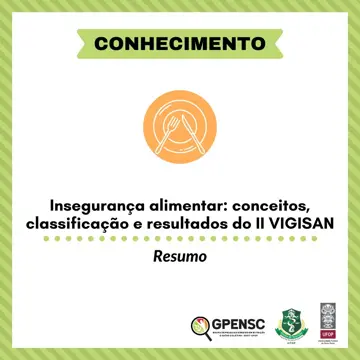 CONHECIMENTO
Insegurança alimentar: conceitos,
classificação e resultados do II VIGISAN
Resumo
GPENSC
UFOP